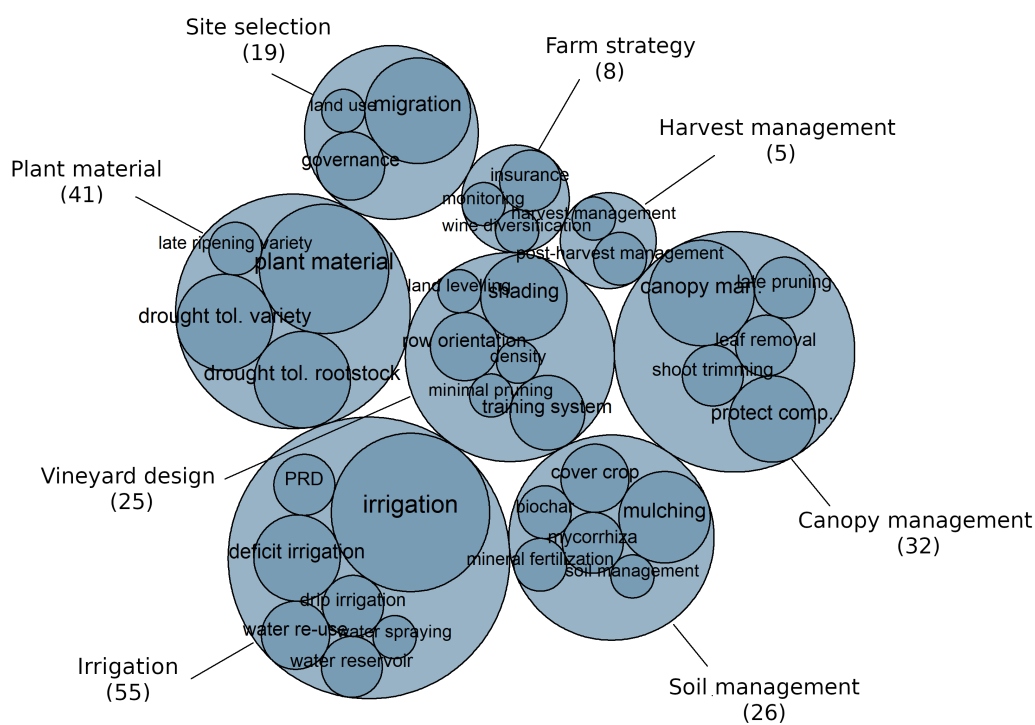 Site selection
(19)
Farm strategy
(8)
Harvest management
(5)
Plant material
(41)
land use
migration
governance
insurance
monitoring
wine diversification
harvest management
post-harvest management
late ripening variety
plant material
drought tol. variety
drought tol. rootstock
land levelling
shading
row orientation
density
minimal pruning
training system
canopy man.
late pruning
leaf removal
shoot trimming
protect comp.
Vineyard design
(25)
Canopy management
(32)
PRD
irrigation
deficit irrigation
drip irrigation
water re-use
water spraying
water reservoir
cover crop
biochar
mulching
mycorrhiza
mineral fertilization
soil management
Irrigation
(55)
Soil management
(26)